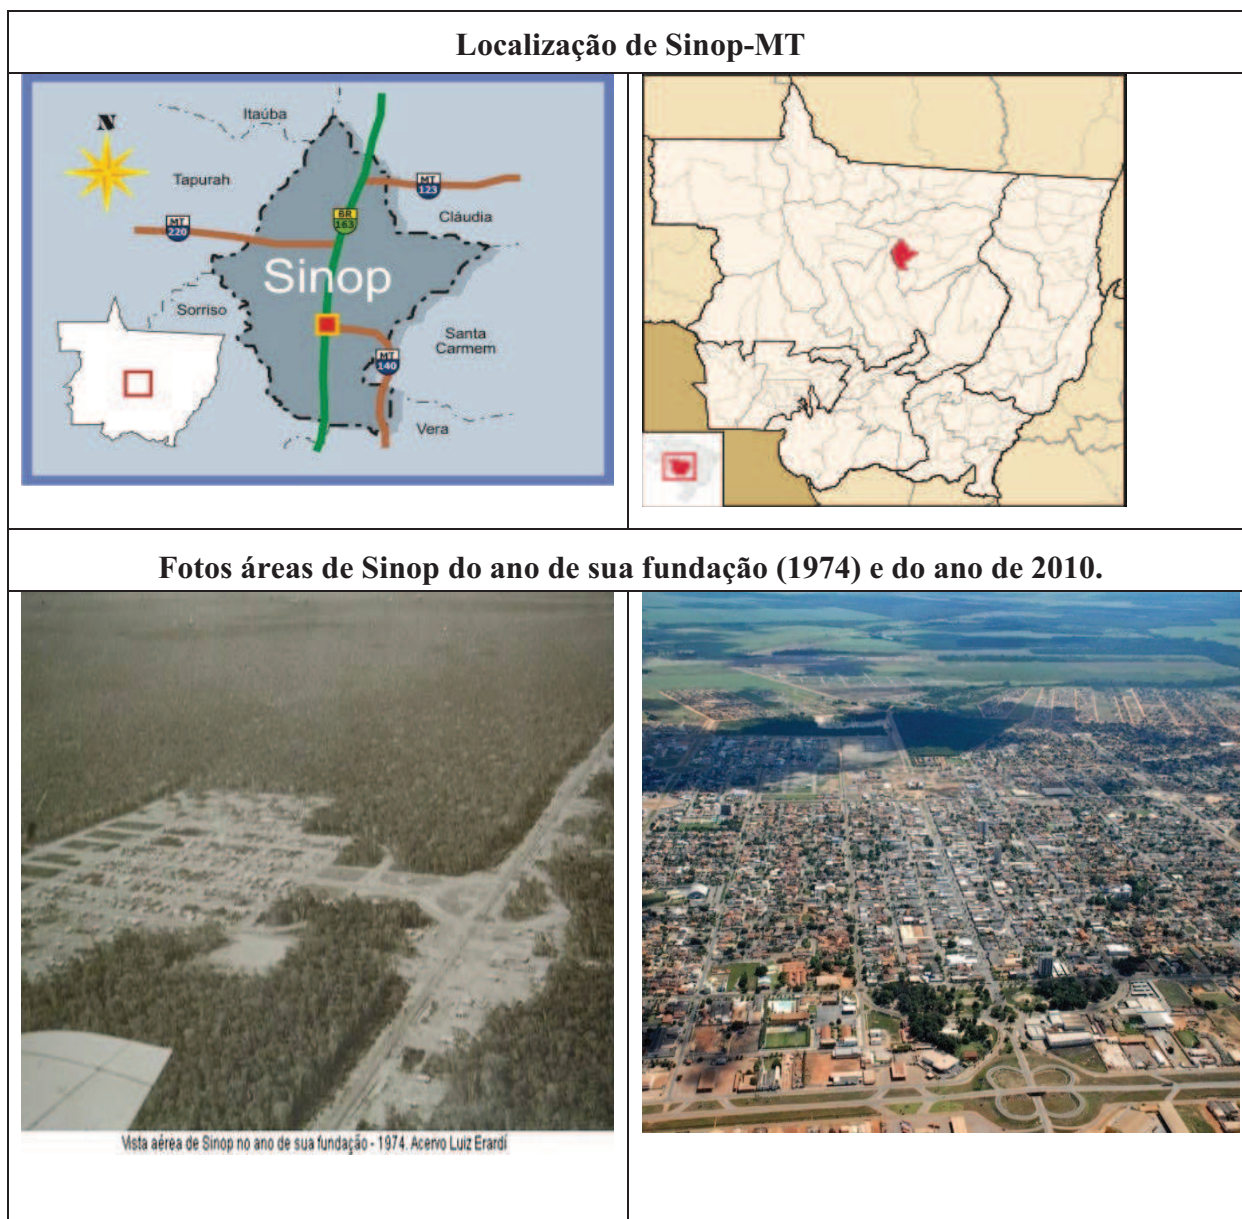 Localização de Sinop-MT
N
Itaúba
Tapurah
MT
123
Cláudia
BR
163
MT
220
Sinop
Sorriso
Santa
Carmem
MT
140
Vera
Fotos áreas de Sinop do ano de sua fundação (1974) e do ano de 2010.
Vista aérea de Sinop no ano de sua fundação - 1974. Acervo Luiz Erardí